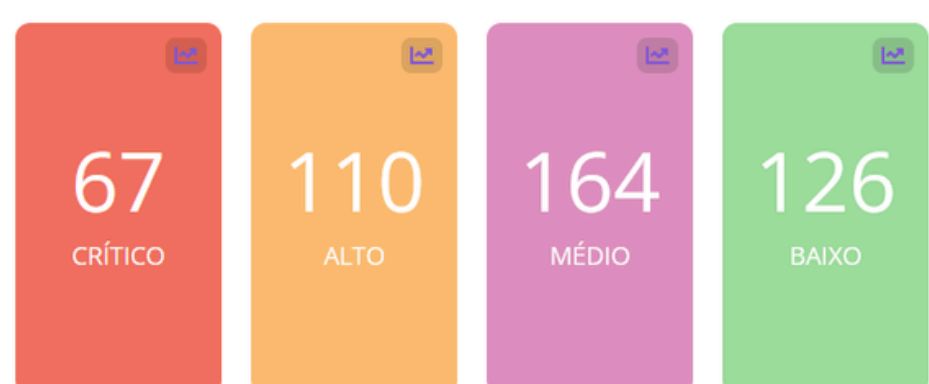 67
CRÍTICO
110
ALTO
164
MÉDIO
126
BAIXO